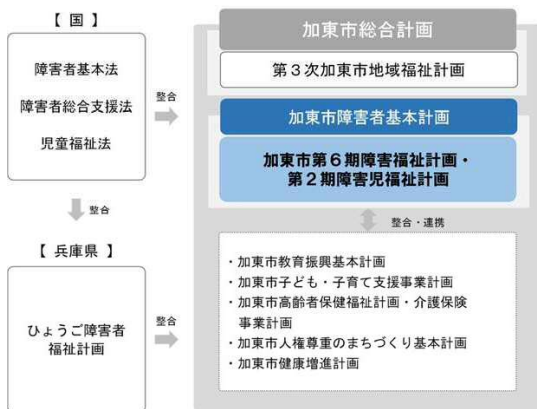 【 国 】
障害者基本法
障害者総合支援法
児童福祉法
整合
整合
【 兵庫県 】
ひょうご障害者
福祉計画
整合
加東市総合計画
第3次加東市地域福祉計画
加東市障害者基本計画
加東市第6期障害福祉計画・
第2期障害児福祉計画
整合・連携
・加東市教育振興基本計画
・加東市子ども・子育て支援事業計画
・加東市高齢者保健福祉計画・介護保険
事業計画
・加東市人権尊重のまちづくり基本計画
・加東市健康増進計画